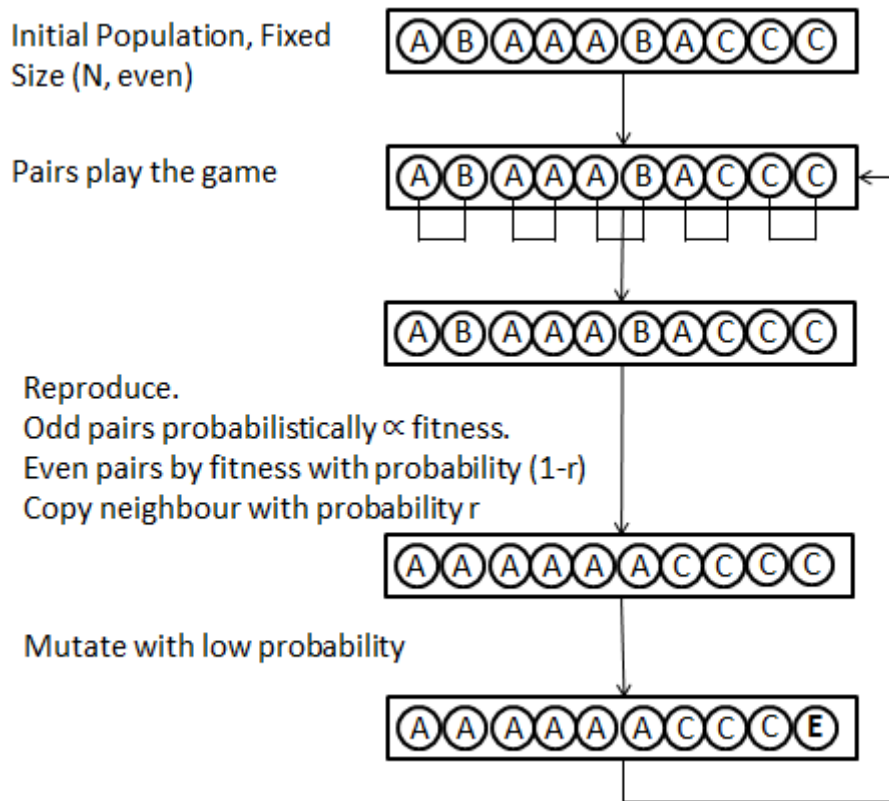 Initial Population, Fixed
Size (N, even)
A B A A A B A C C C
Pairs play the game
A B A A A B A C C C
A B A A A B A C C C
Reproduce.
Odd pairs probabilistically ∝ fitness.
Even pairs by fitness with probability (1-r)
Copy neighbour with probability r
A A A A A A C C C C
Mutate with low probability
A A A A A A C C C E